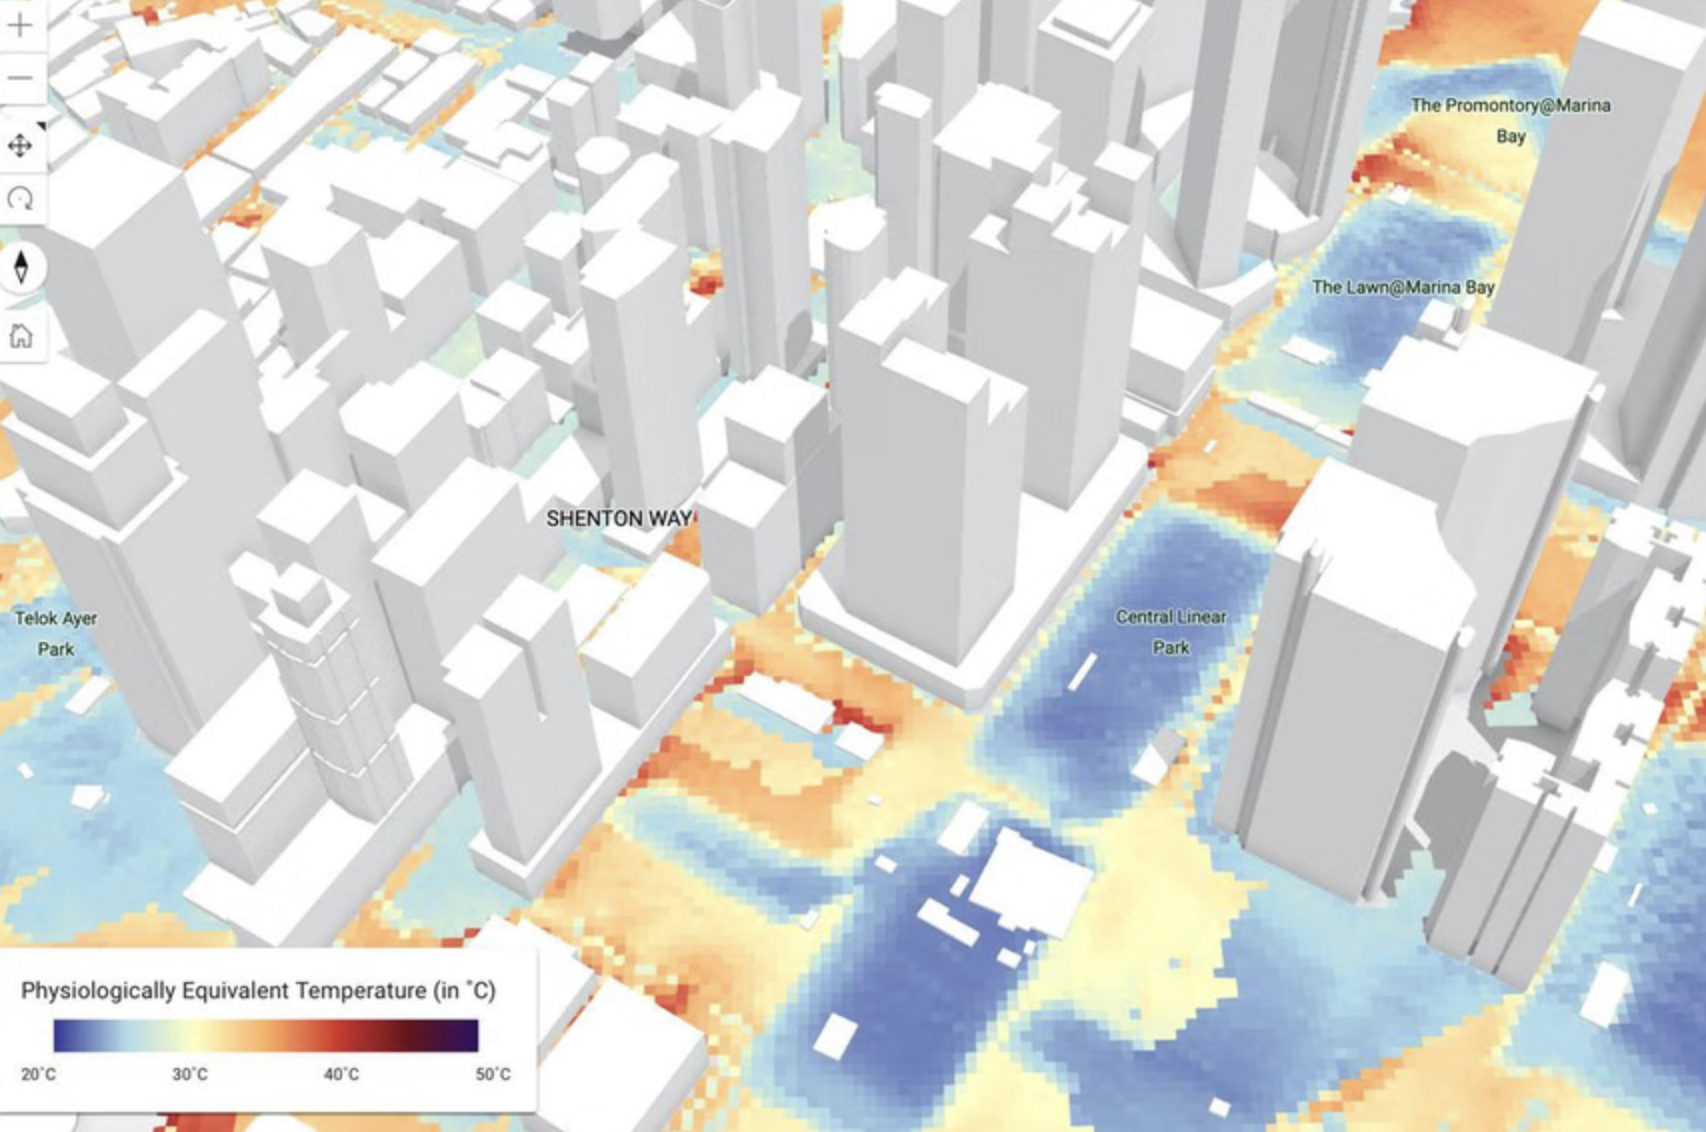 The Promontory@Marina
Bay
The Lawn@Marina Bay
SHENTON WAY
Telok Ayer
Park
Central Linear
Park
Physiologically Equivalent Temperature (in ˚C)
20˚C 30˚C 40˚C 50˚C